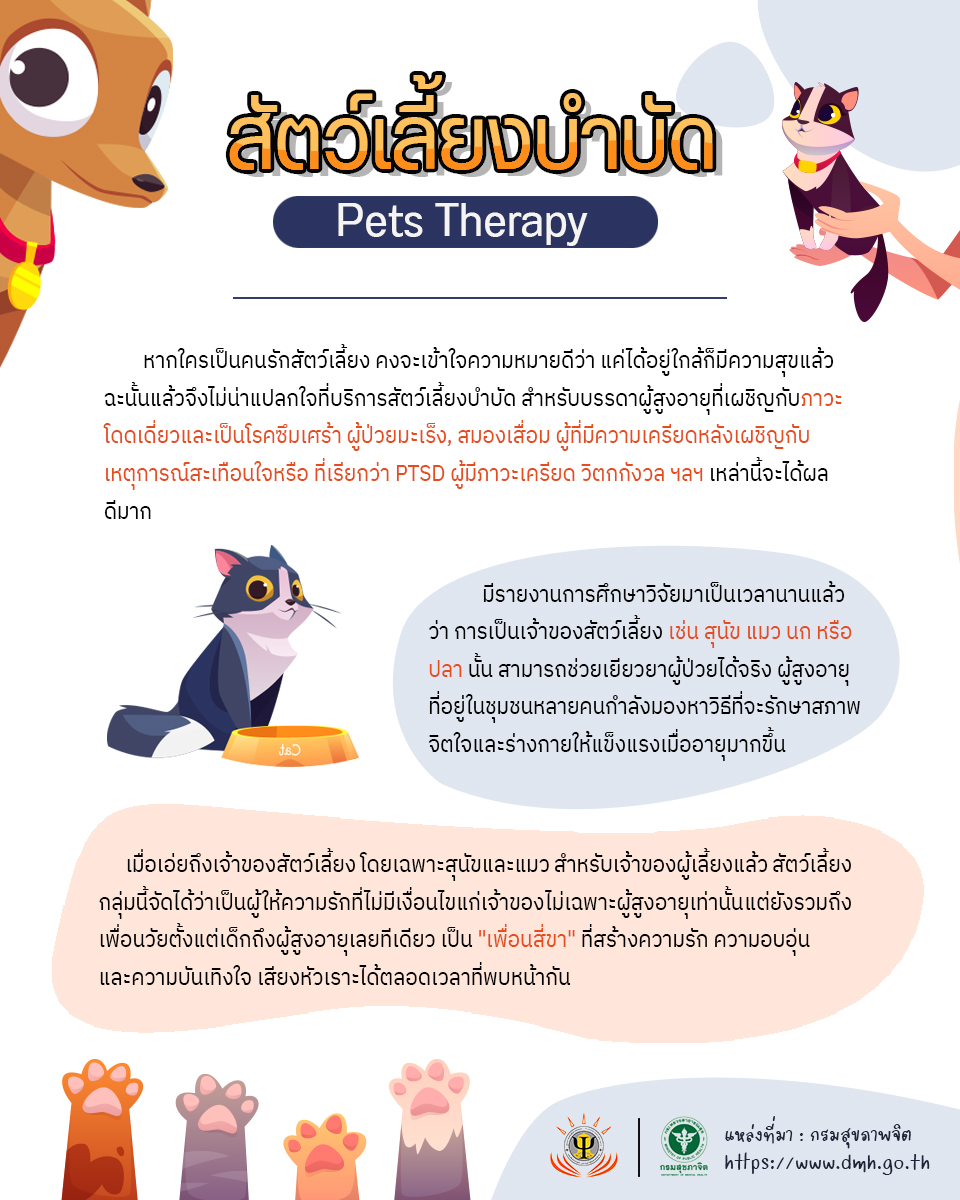 สัตว์เลี้ยงบำบัด
Pets Therapy
หากใครเป็นคนรักสัตว์เลี้ยง คงจะเข้าใจความหมายดีว่า แค่ได้อยู่ใกล้ก็มีความสุขแล้ว
ฉะนั้นแล้วจึงไม่น่าแปลกใจที่บริการสัตว์เลี้ยงบำบัด สำหรับบรรดาผู้สูงอายุที่เผชิญกับภาวะ
โดดเดี่ยวและเป็นโรคซึมเศร้า ผู้ป่วยมะเร็ง, สมองเสื่อม ผู้ที่มีความเครียดหลังเผชิญกับ
เหตุการณ์สะเทือนใจหรือ ที่เรียกว่า PTSD ผู้มีภาวะเครียด วิตกกังวล ฯลฯ เหล่านี้จะได้ผล
ดีมาก
มีรายงานการศึกษาวิจัยมาเป็นเวลานานแล้ว
ว่า การเป็นเจ้าของสัตว์เลี้ยง เช่น สุนัข แมว นก หรือ
ปลา นั้น สามารถช่วยเยียวยาผู้ป่วยได้จริง ผู้สูงอายุ
ที่อยู่ในชุมชนหลายคนกำลังมองหาวิธีที่จะรักษาสภาพ
จิตใจและร่างกายให้แข็งแรงเมื่ออายุมากขึ้น
Cat
เมื่อเอ่ยถึงเจ้าของสัตว์เลี้ยง โดยเฉพาะสุนัขและแมว สำหรับเจ้าของผู้เลี้ยงแล้ว สัตว์เลี้ยง
กลุ่มนี้จัดได้ว่าเป็นผู้ให้ความรักที่ไม่มีเงื่อนไขแก่เจ้าของไม่เฉพาะผู้สูงอายุเท่านั้นแต่ยังรวมถึง
เพื่อนวัยตั้งแต่เด็กถึงผู้สูงอายุเลยทีเดียว เป็น "เพื่อนสี่ขา" ที่สร้างความรัก ความอบอุ่น
และความบันเทิงใจ เสียงหัวเราะได้ตลอดเวลาที่พบหน้ากัน
กรมสุขภาพจิต
แหล่งที่มา : กรมสุขภาพจิต
https://www.dmh.go.th